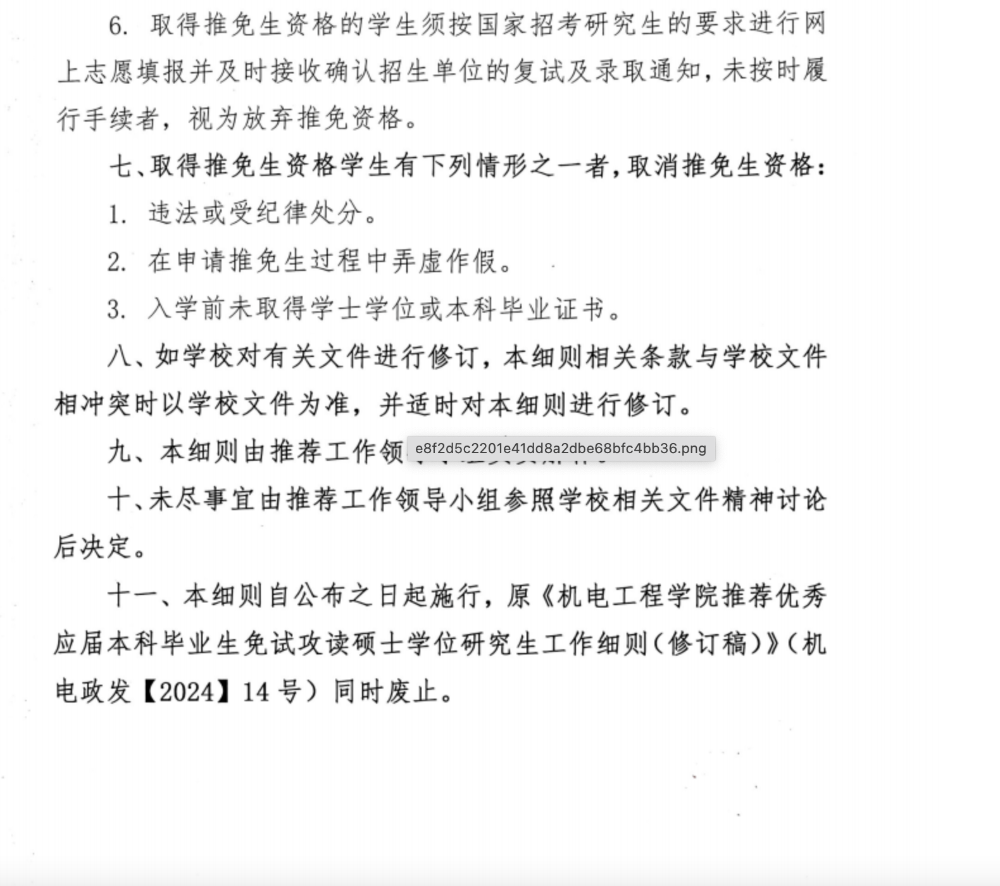 6. 取得推免生资格的学生须按国家招考研究生的要求进行网
上志愿填报并及时接收确认招生单位的复试及录取通知，未按时履
行手续者，视为放弃推免资格。
七、取得推免生资格学生有下列情形之一者，取消推免生资格：
1. 违法或受纪律处分。
2. 在申请推免生过程中弄虚作假。
3. 入学前未取得学士学位或本科毕业证书。
八、如学校对有关文件进行修订，本细则相关条款与学校文件
相冲突时以学校文件为准，并适时对本细则进行修订。
九、本细则由推荐工作领
e8f2d5c2201e41dd8a2dbe68bfc4bb36.png
十、未尽事宜由推荐工作领导小组参照学校相关文件精神讨论
后决定。
十一、本细则自公布之日起施行，原《机电工程学院推荐优秀
应届本科毕业生免试攻读硕士学位研究生工作细则（修订稿）》（机
电政发【2024】14 号）同时废止。